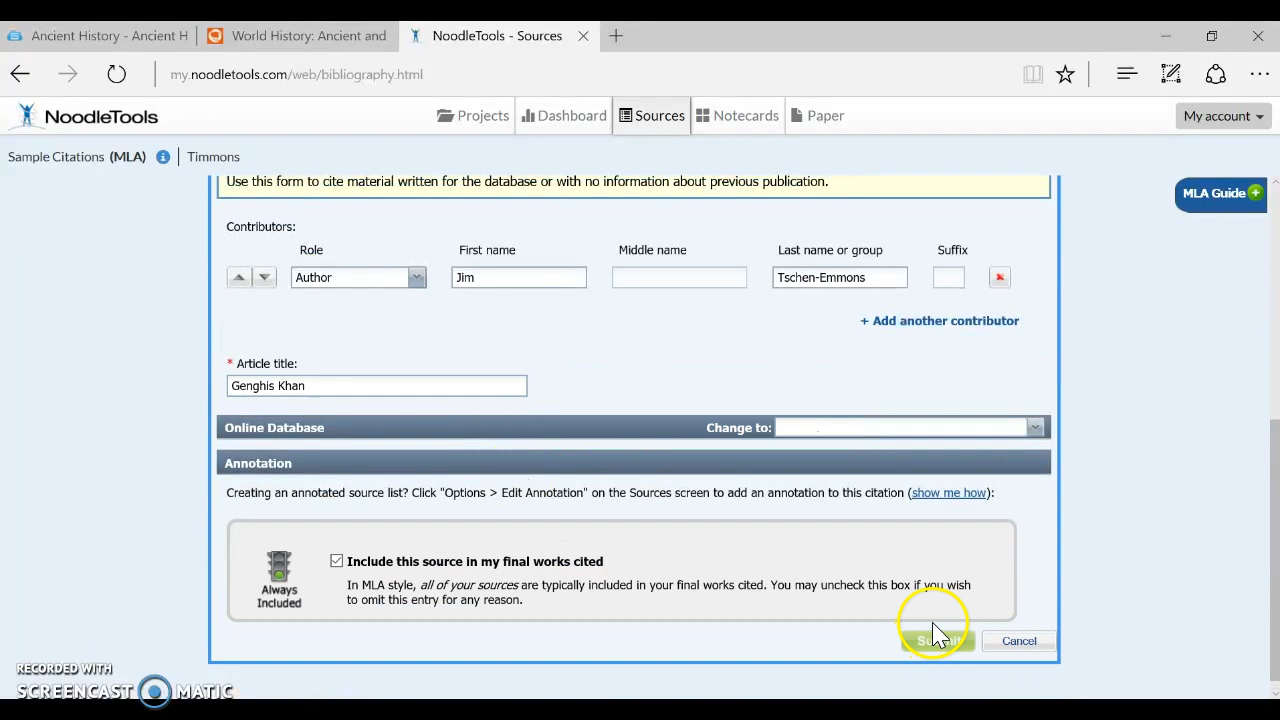 Ancient History - Ancient H
World History: Ancient and
NoodleTools - Sources
my.noodletools.com/web/bibliography.html
NoodleTools
Projects
Dashboard
Sources
Notecards
Paper
My account
Sample Citations (MLA)
Timmons
MLA Guide
Use this form to cite material written for the database or with no information about previous publication.
Contributors:
Role
First name
Middle name
Last name or group
Suffix
Author
Jim
Tschen-Emmons
+ Add another contributor
* Article title:
Genghis Khan
Online Database
Change to:
Annotation
Creating an annotated source list? Click "Options > Edit Annotation" on the Sources screen to add an annotation to this citation (show me how):
Always
Included
Include this source in my final works cited
In MLA style, all of your sources are typically included in your final works cited. You may uncheck this box if you wish
to omit this entry for any reason.
Submit
Cancel
RECORDED WITH
SCREENCAST MATIC